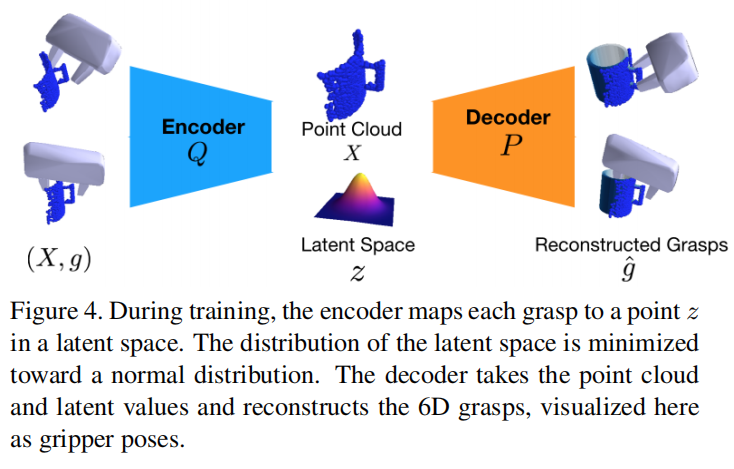 Encoder
Q
(X, g)
Point Cloud
X
Latent Space
z
Decoder
P
Reconstructed Grasps
ĝ
Figure 4. During training, the encoder maps each grasp to a point z
in a latent space. The distribution of the latent space is minimized
toward a normal distribution. The decoder takes the point cloud
and latent values and reconstructs the 6D grasps, visualized here
as gripper poses.